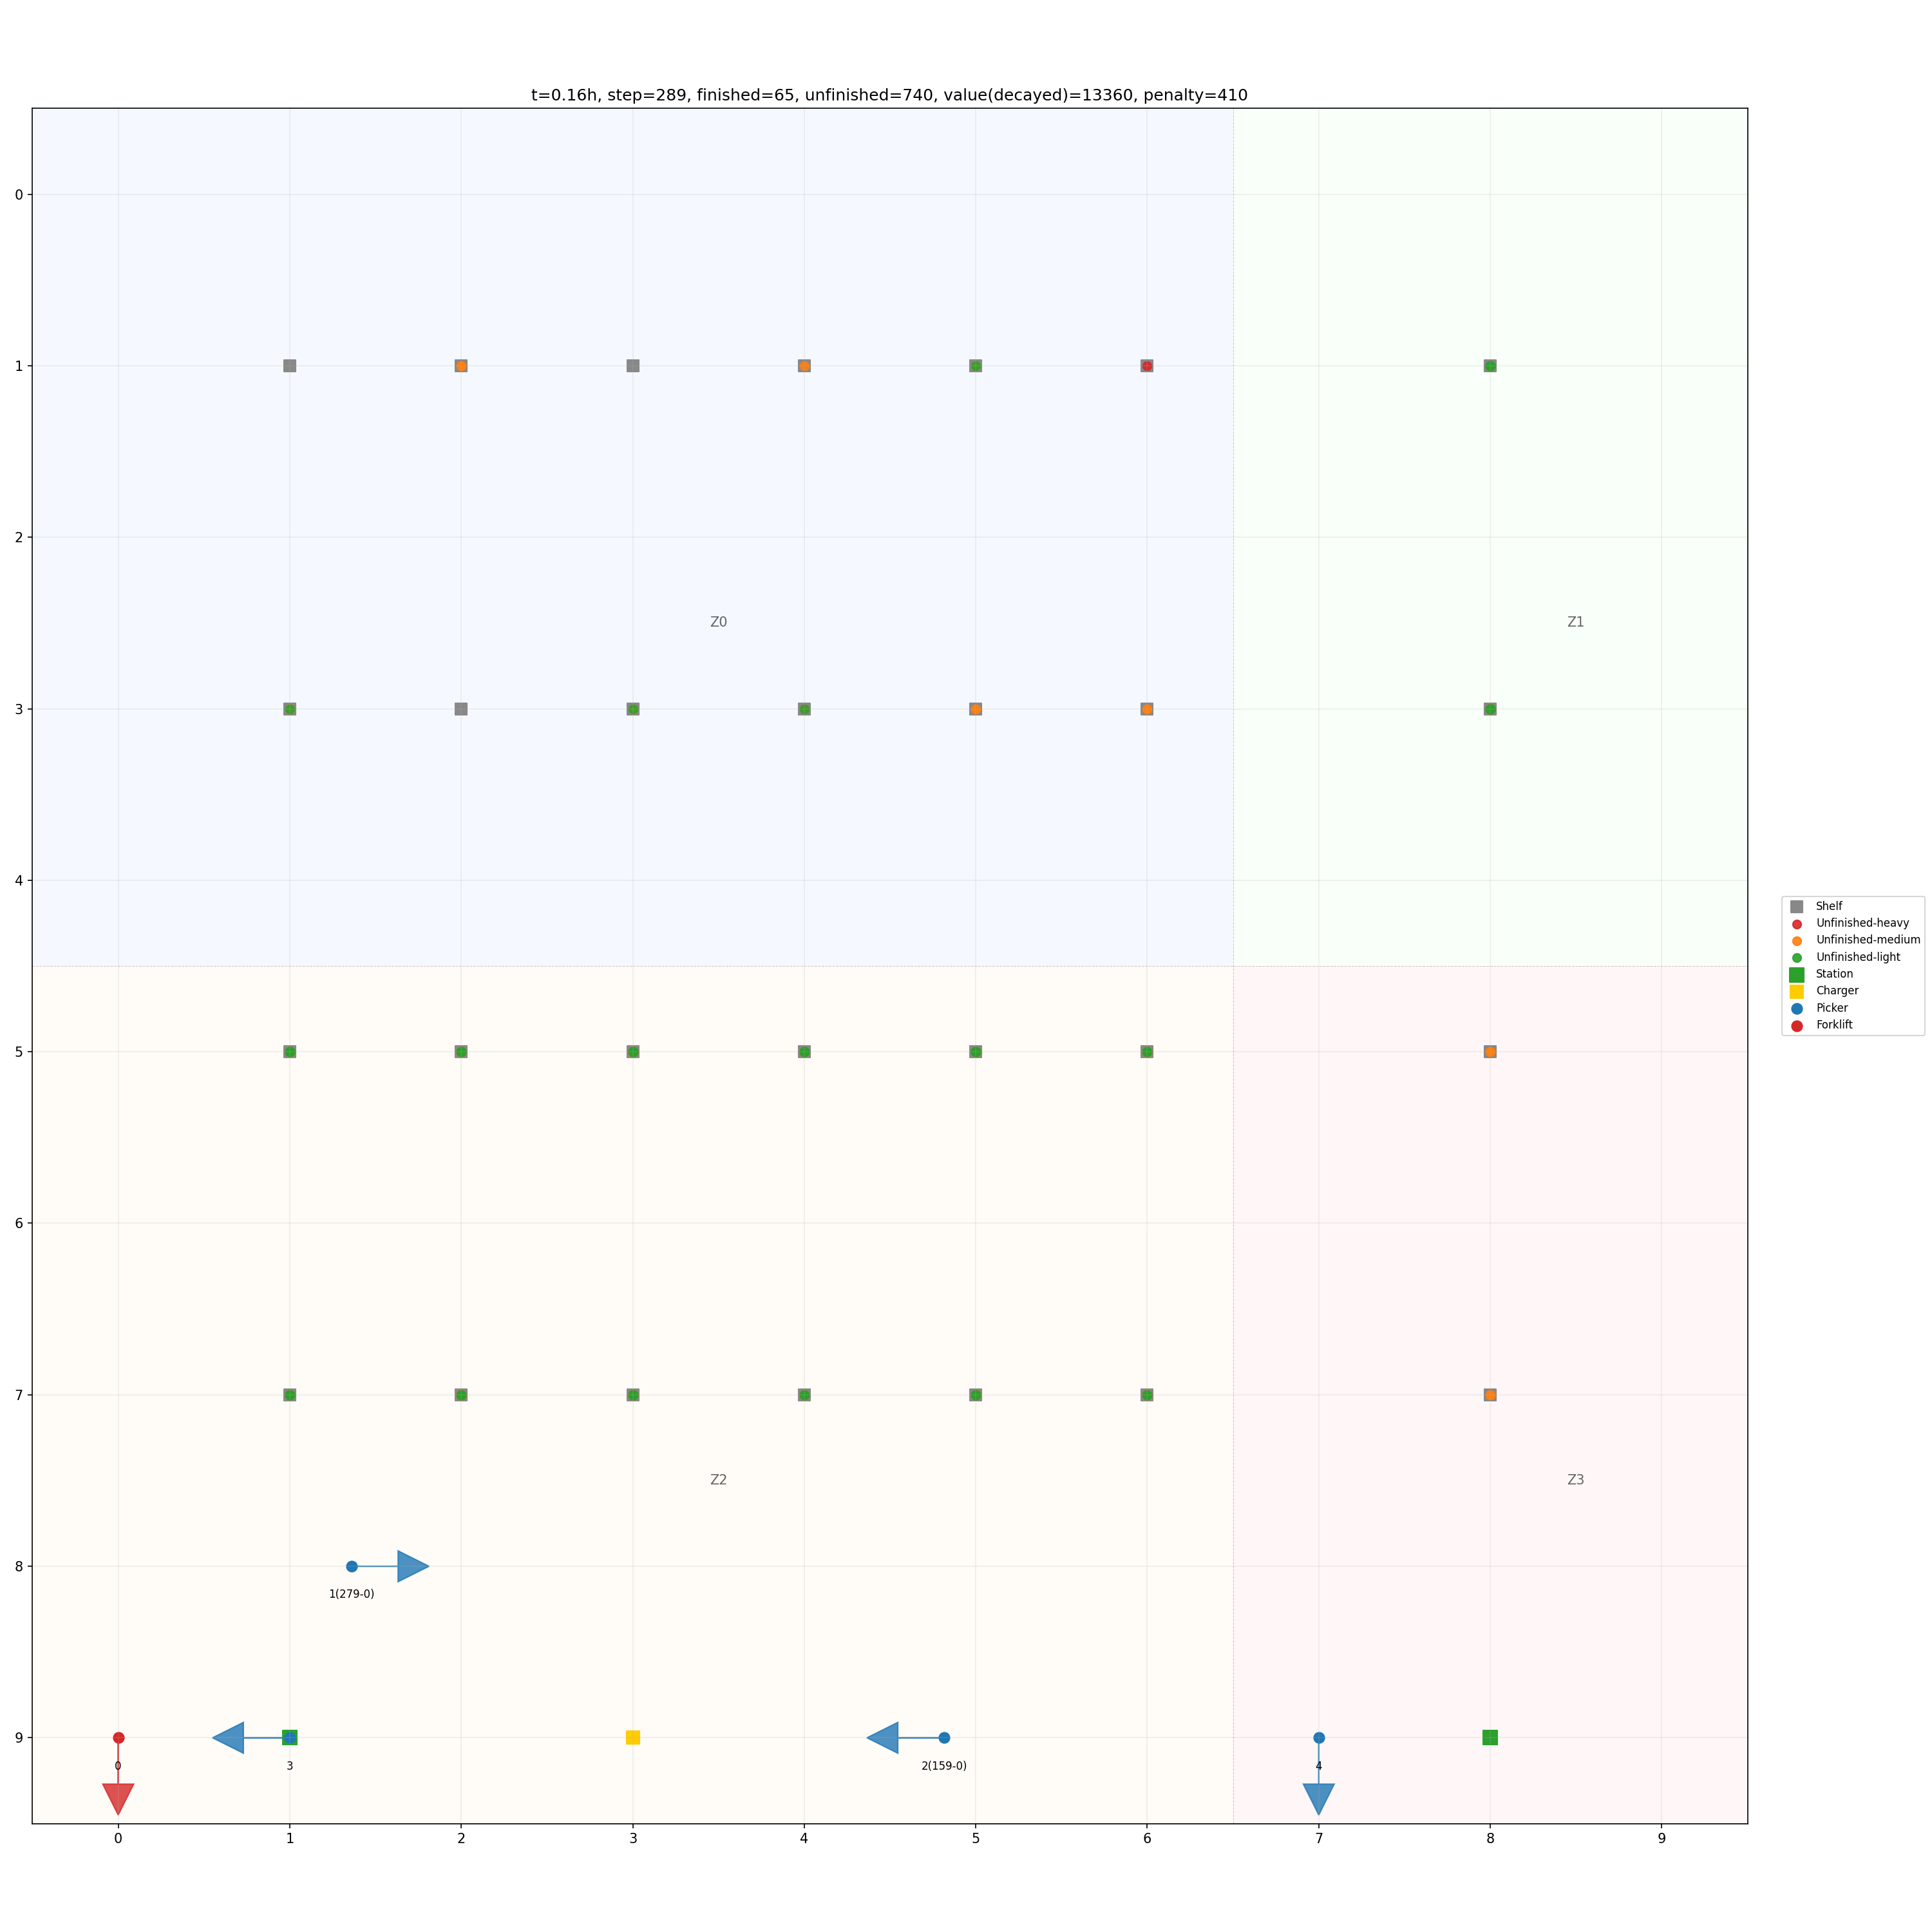 t=0.16h, step=289, finished=65, unfinished=740, value(decayed)=13360, penalty=410
0
1
2
Z0
Z1
3
4
Shelf
Unfinished-heavy
Unfinished-medium
Unfinished-light
Station
Charger
Picker
Forklift
5
6
7
Z2
Z3
8
1(279-0)
9
0
3
2(159-0)
4
0 1 2 3 4 5 6 7 8 9